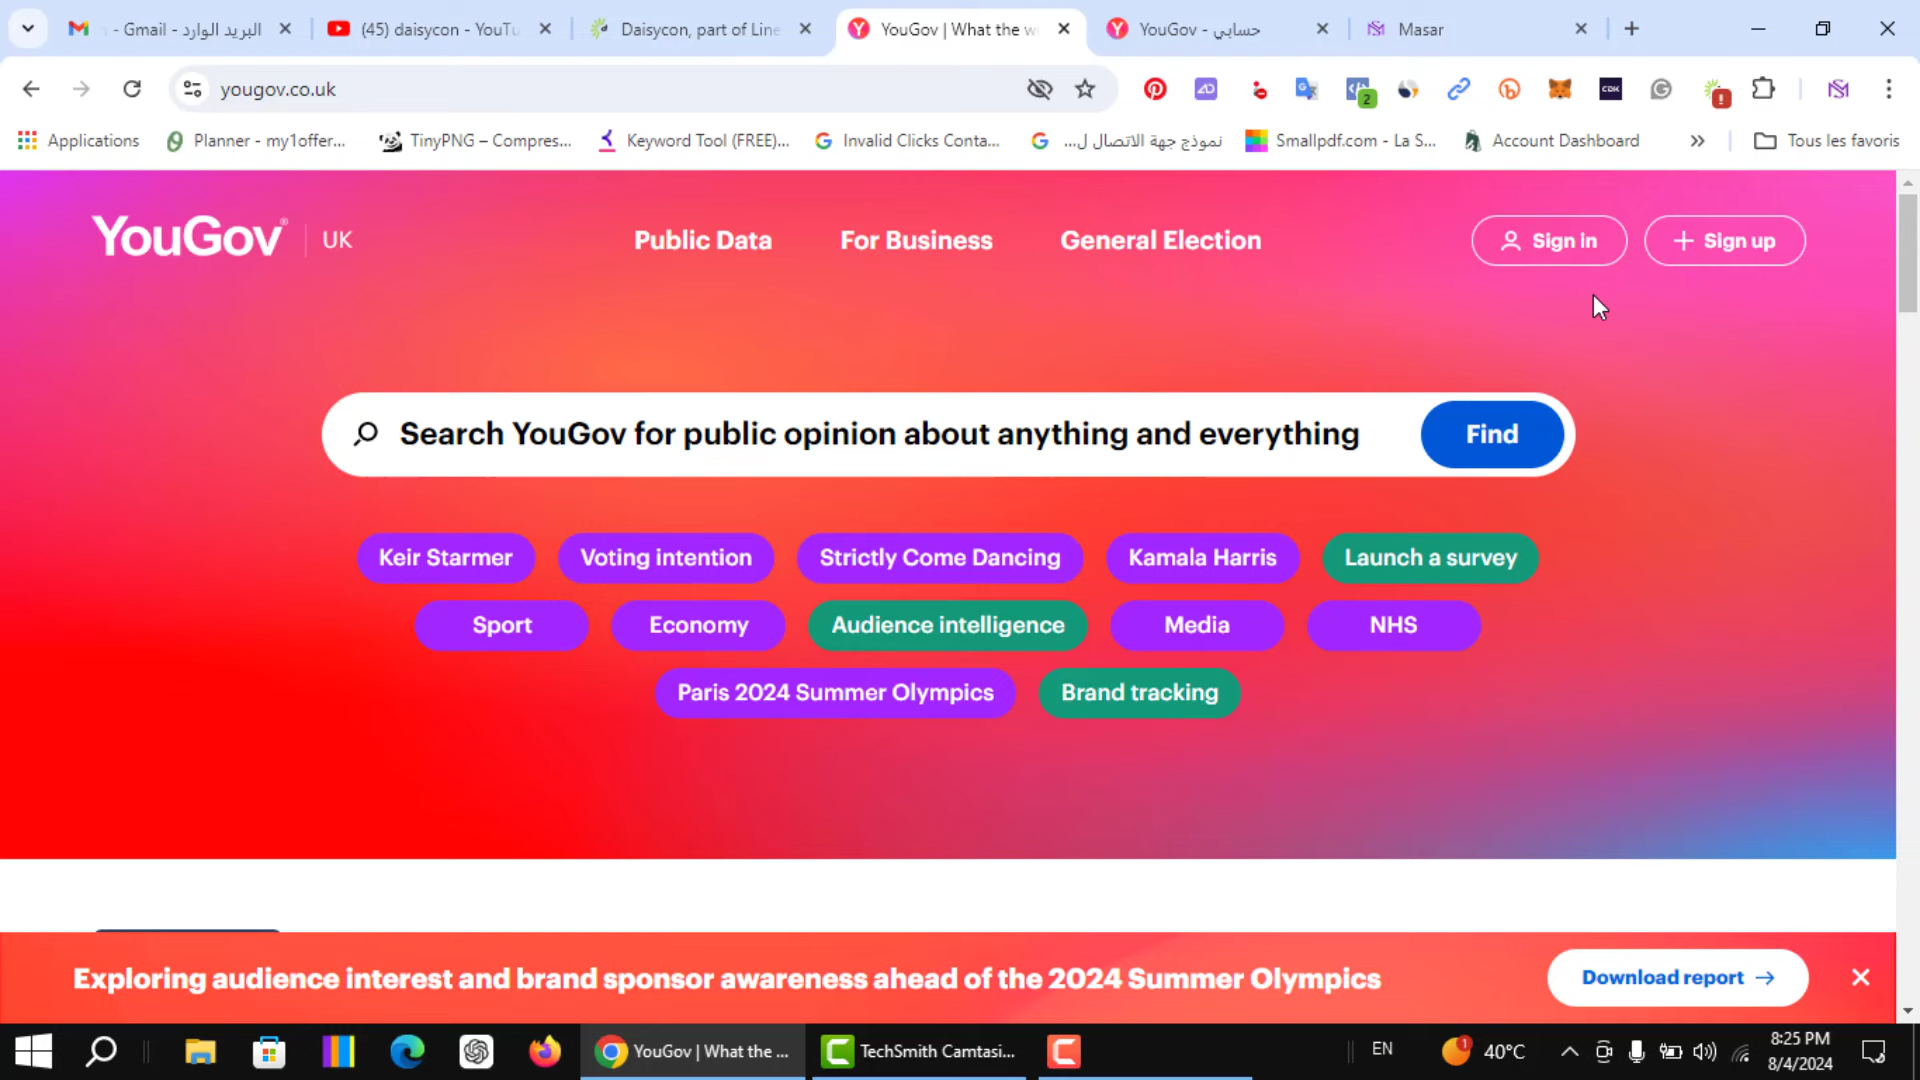 - Gmail - البريد الوارد
(45) daisycon - YouTu
Daisycon, part of Line
YouGov | What the w
YouGov - حسابي
Masar
yougov.co.uk
2
CDK
Applications
Planner - my1offer...
TinyPNG – Compres...
Keyword Tool (FREE)...
Invalid Clicks Conta...
نموذج جهة الاتصال ل...
Smallpdf.com - La S...
Account Dashboard
Tous les favoris
YouGov® | UK
Public Data
For Business
General Election
Sign in
+ Sign up
Search YouGov for public opinion about anything and everything
Find
Keir Starmer
Voting intention
Strictly Come Dancing
Kamala Harris
Launch a survey
Sport
Economy
Audience intelligence
Media
NHS
Paris 2024 Summer Olympics
Brand tracking
Exploring audience interest and brand sponsor awareness ahead of the 2024 Summer Olympics
Download report →
YouGov | What the ...
TechSmith Camtasi...
EN
1
40°C
8:25 PM
8/4/2024